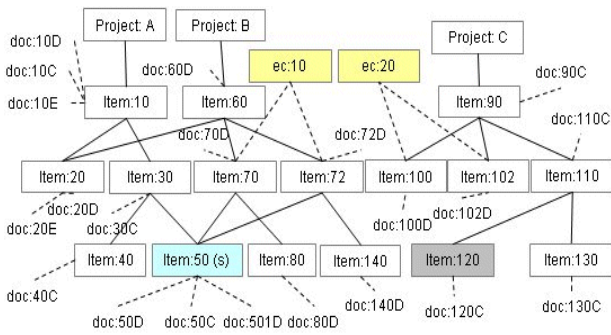 Project: A
Project: B
Project: C
doc:10D
doc:10C
doc:10E
doc:60D
ec:10
ec:20
doc:90C
Item:10
Item:60
Item:90
doc:110C
doc:70D
doc:72D
Item:20
Item:30
Item:70
Item:72
Item:100
Item:102
Item:110
doc:20D
doc:20E
doc:30C
doc:100D
doc:102D
Item:40
Item:50 (s)
Item:80
Item:140
Item:120
Item:130
doc:40C
doc:50D
doc:50C
doc:501D
doc:80D
doc:140D
doc:120C
doc:130C